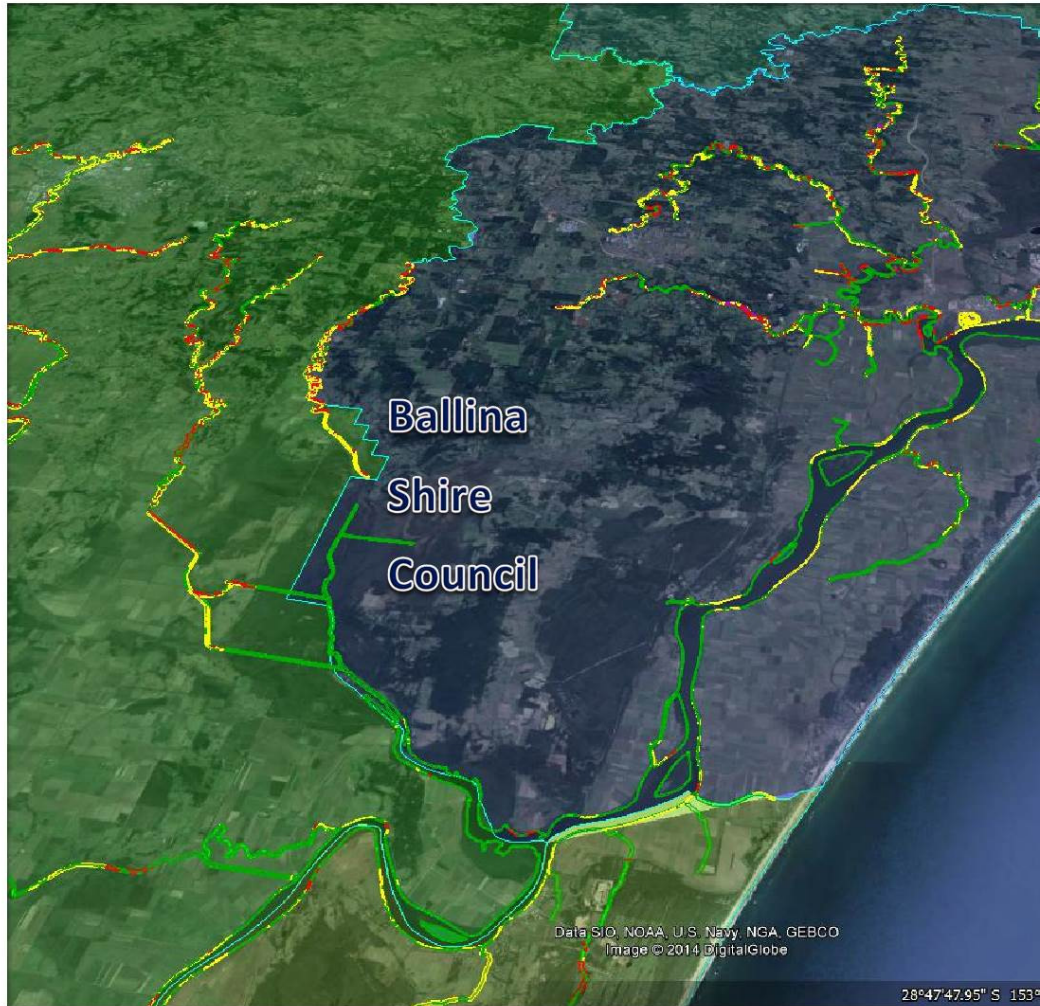 Ballina
Shire
Council
Data SIO, NOAA, U.S. Navy, NGA, GEBCO
Image © 2014 DigitalGlobe
28°47'47.95" S 153°